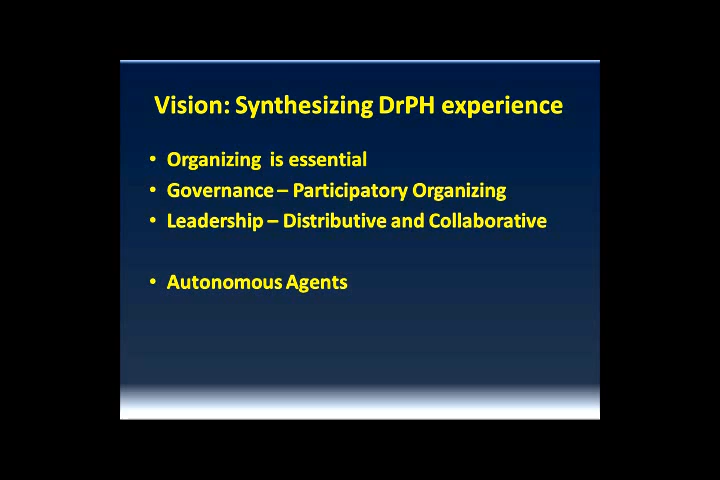 Vision: Synthesizing DrPH experience
• Organizing is essential
• Governance – Participatory Organizing
• Leadership – Distributive and Collaborative
• Autonomous Agents